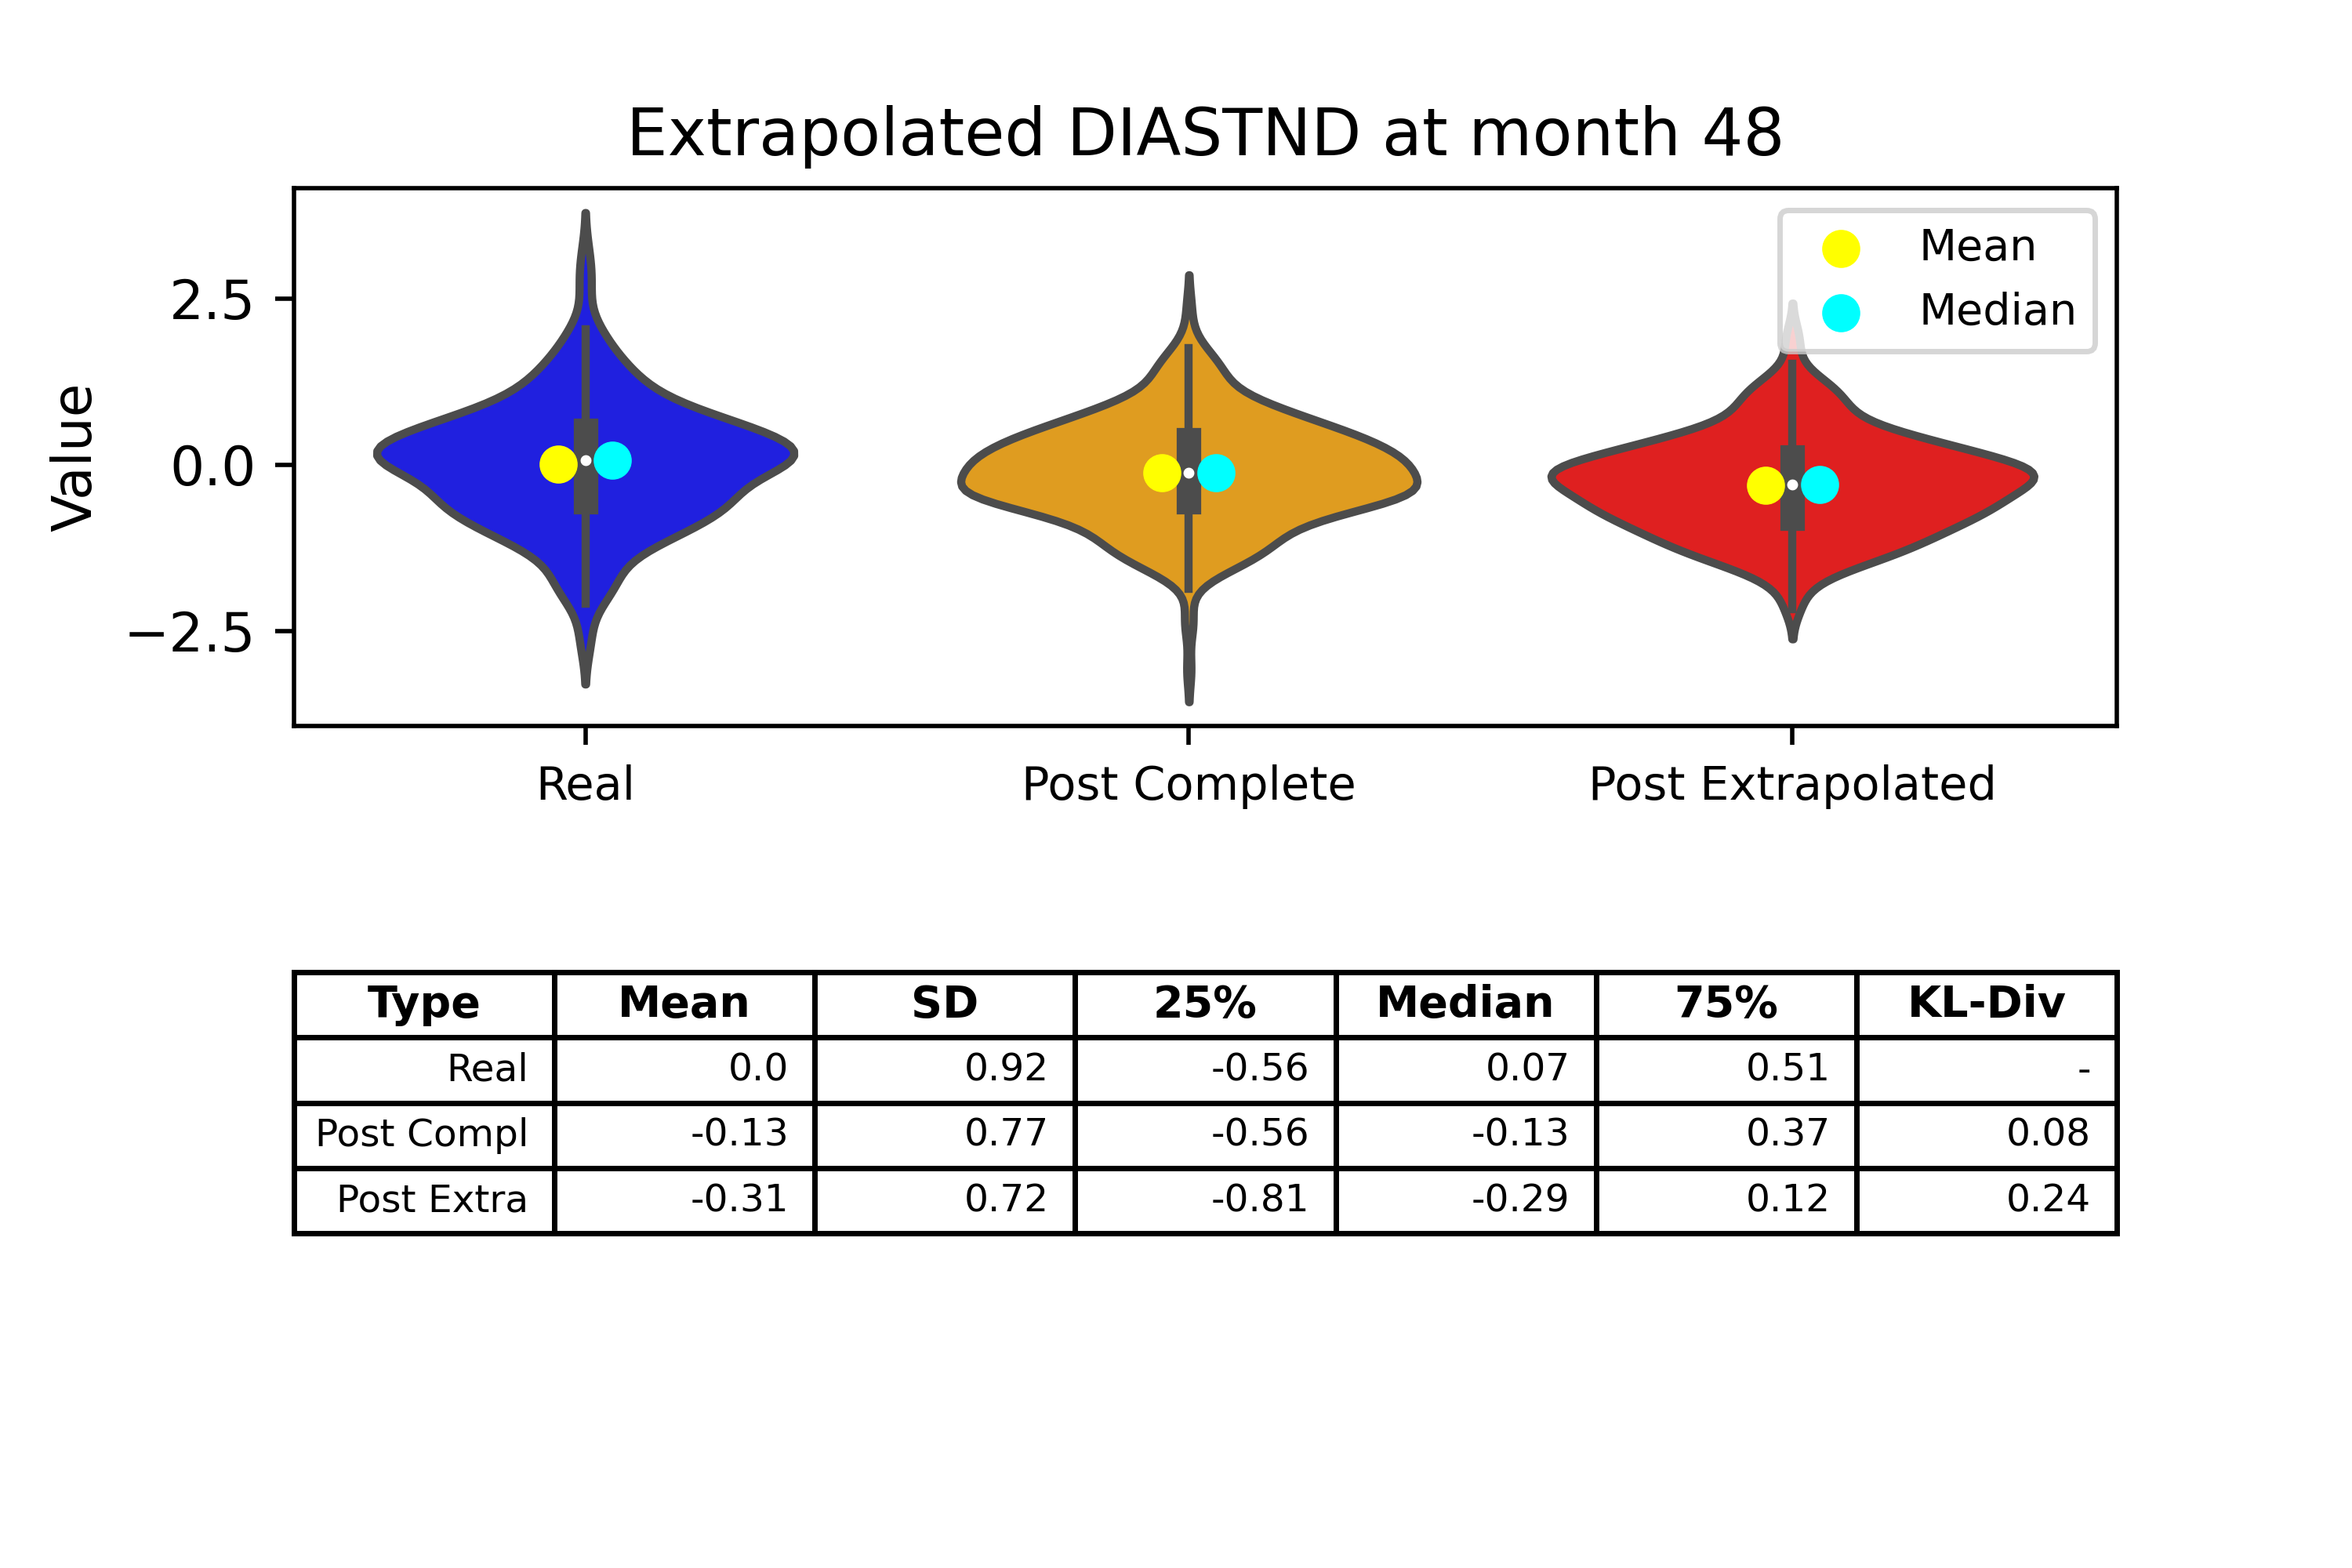 Extrapolated DIASTND at month 48
Mean
Median
2.5
0.0
−2.5
Value
Real Post Complete Post Extrapolated
Type Mean SD 25% Median 75% KL-Div
Real 0.0 0.92 -0.56 0.07 0.51 -
Post Compl -0.13 0.77 -0.56 -0.13 0.37 0.08
Post Extra -0.31 0.72 -0.81 -0.29 0.12 0.24